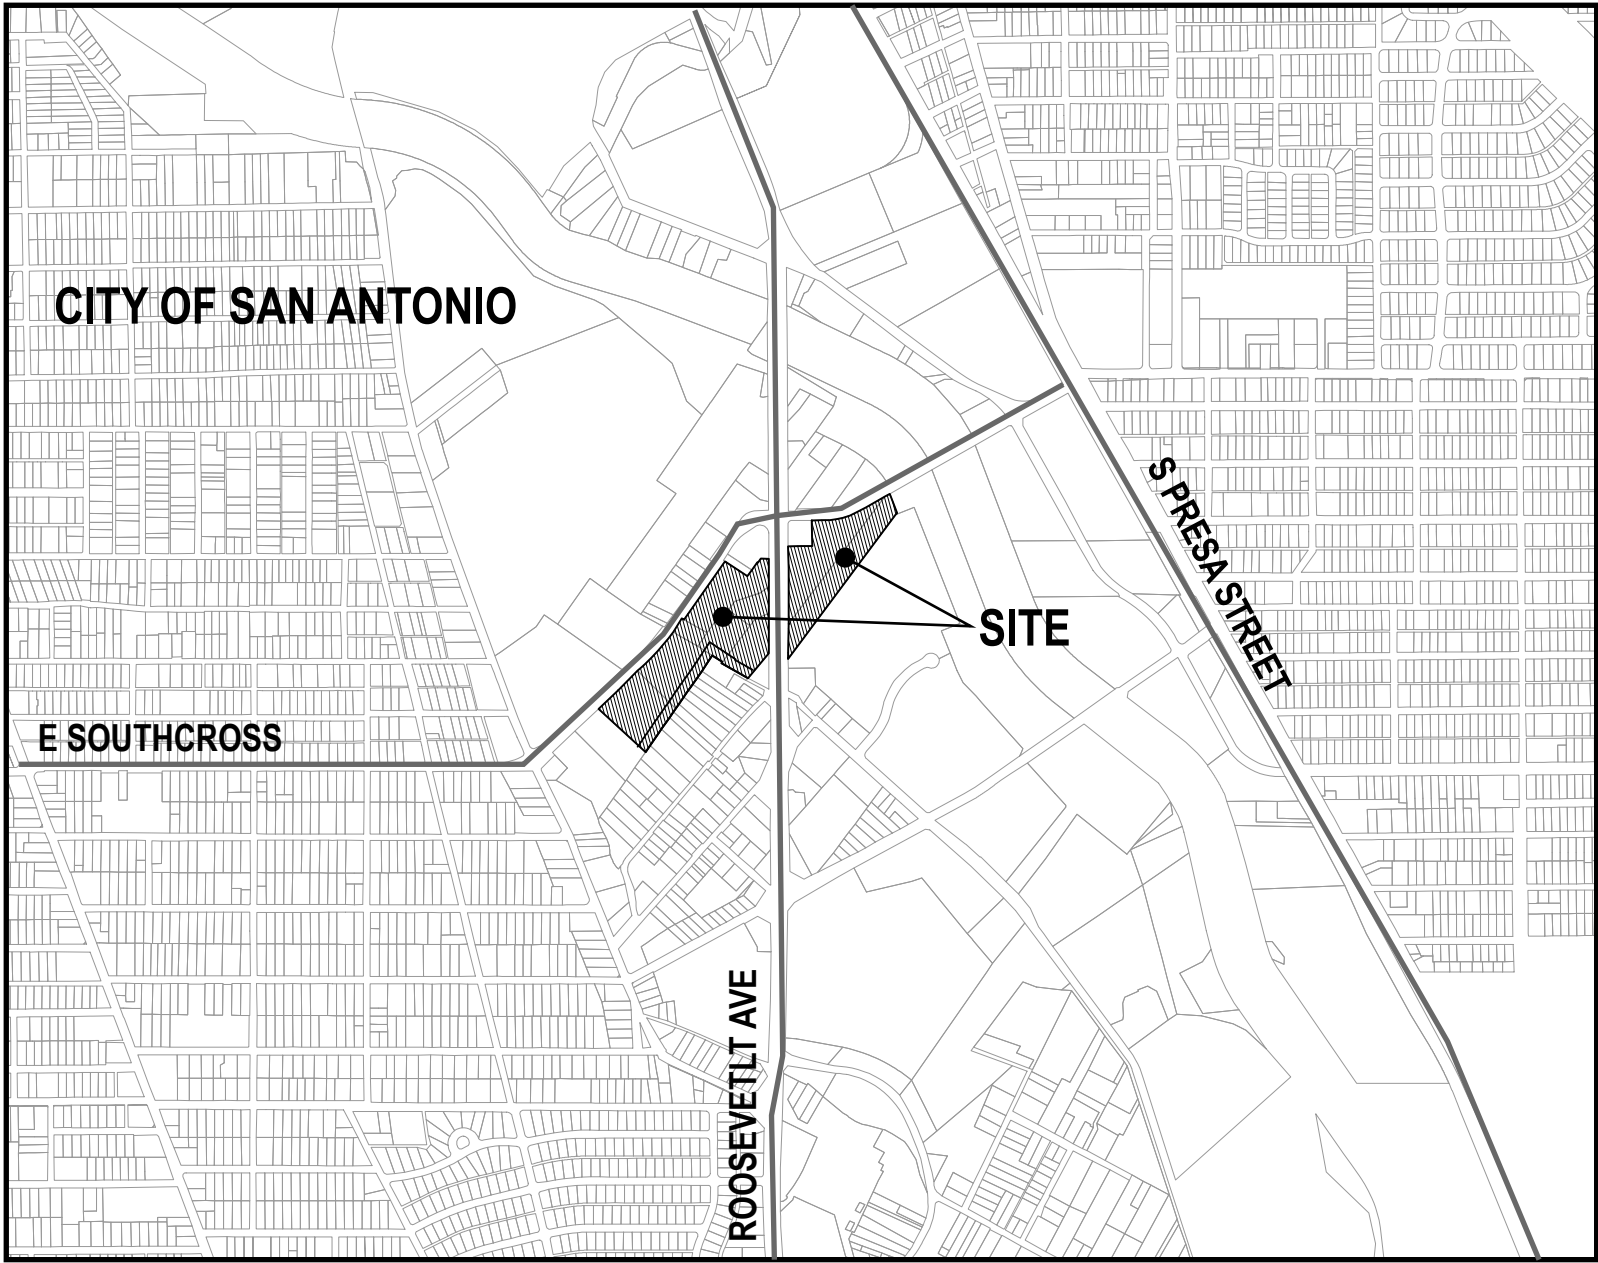 CITY OF SAN ANTONIO
S PRESA STREET
SITE
E SOUTHCROSS
ROOSEVETLT AVE